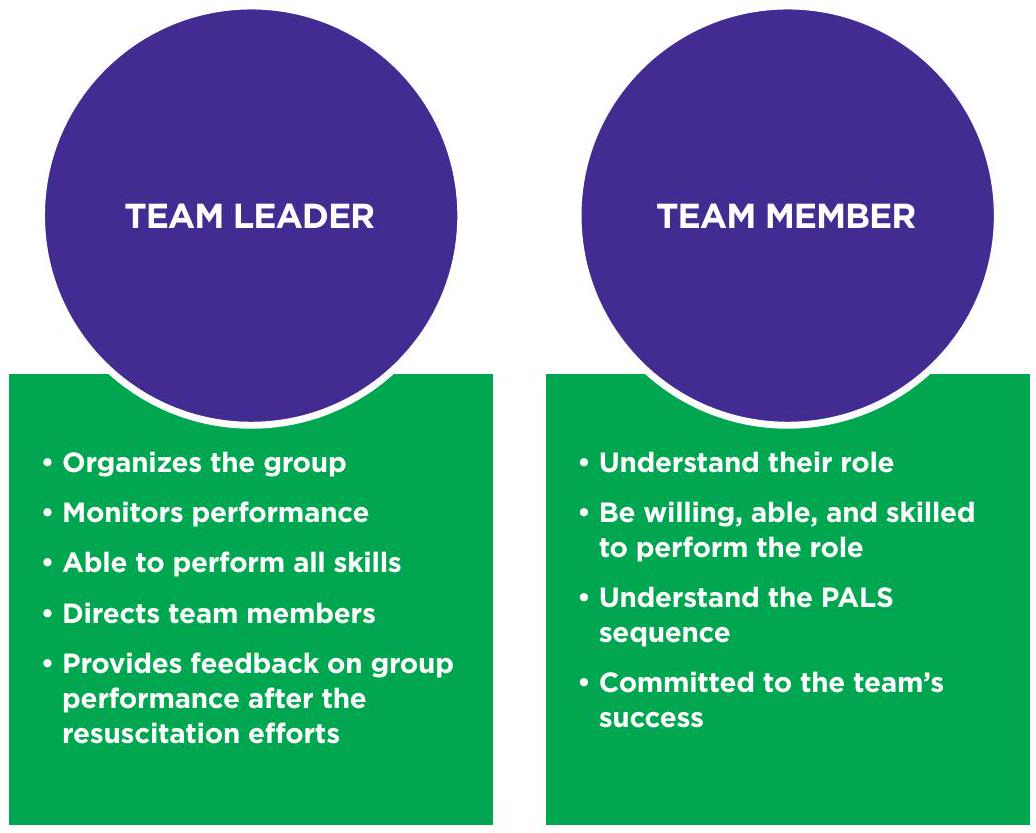 TEAM LEADER
• Organizes the group
• Monitors performance
• Able to perform all skills
• Directs team members
• Provides feedback on group
performance after the
resuscitation efforts
TEAM MEMBER
• Understand their role
• Be willing, able, and skilled
to perform the role
• Understand the PALS
sequence
• Committed to the team’s
success